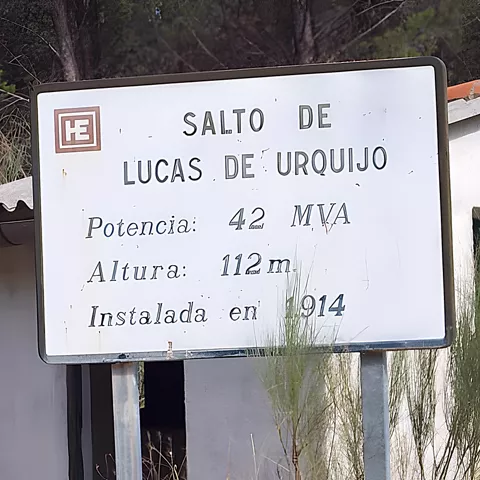 HE
SALTO DE
LUCAS DE URQUIJO
Potencia: 42 MVA
Altura: 112 m.
Instalada en 1914